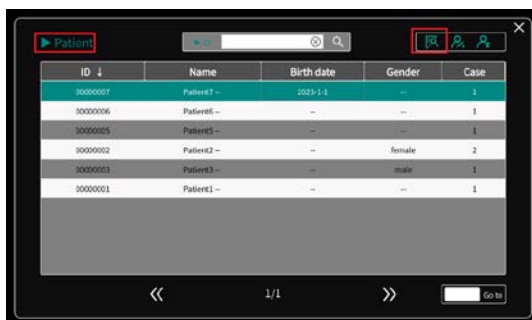 ▶ Patient ▶ ID
ID ↓ Name Birth date Gender Case
00000007 Patient7 -- 2023-1-1 -- 1
00000006 Patient6 -- -- -- 1
00000005 Patient5 -- -- -- 1
00000002 Patient2 -- -- female 2
00000003 Patient3 -- -- male 1
00000001 Patient1 -- -- -- 1
1/1 Go to